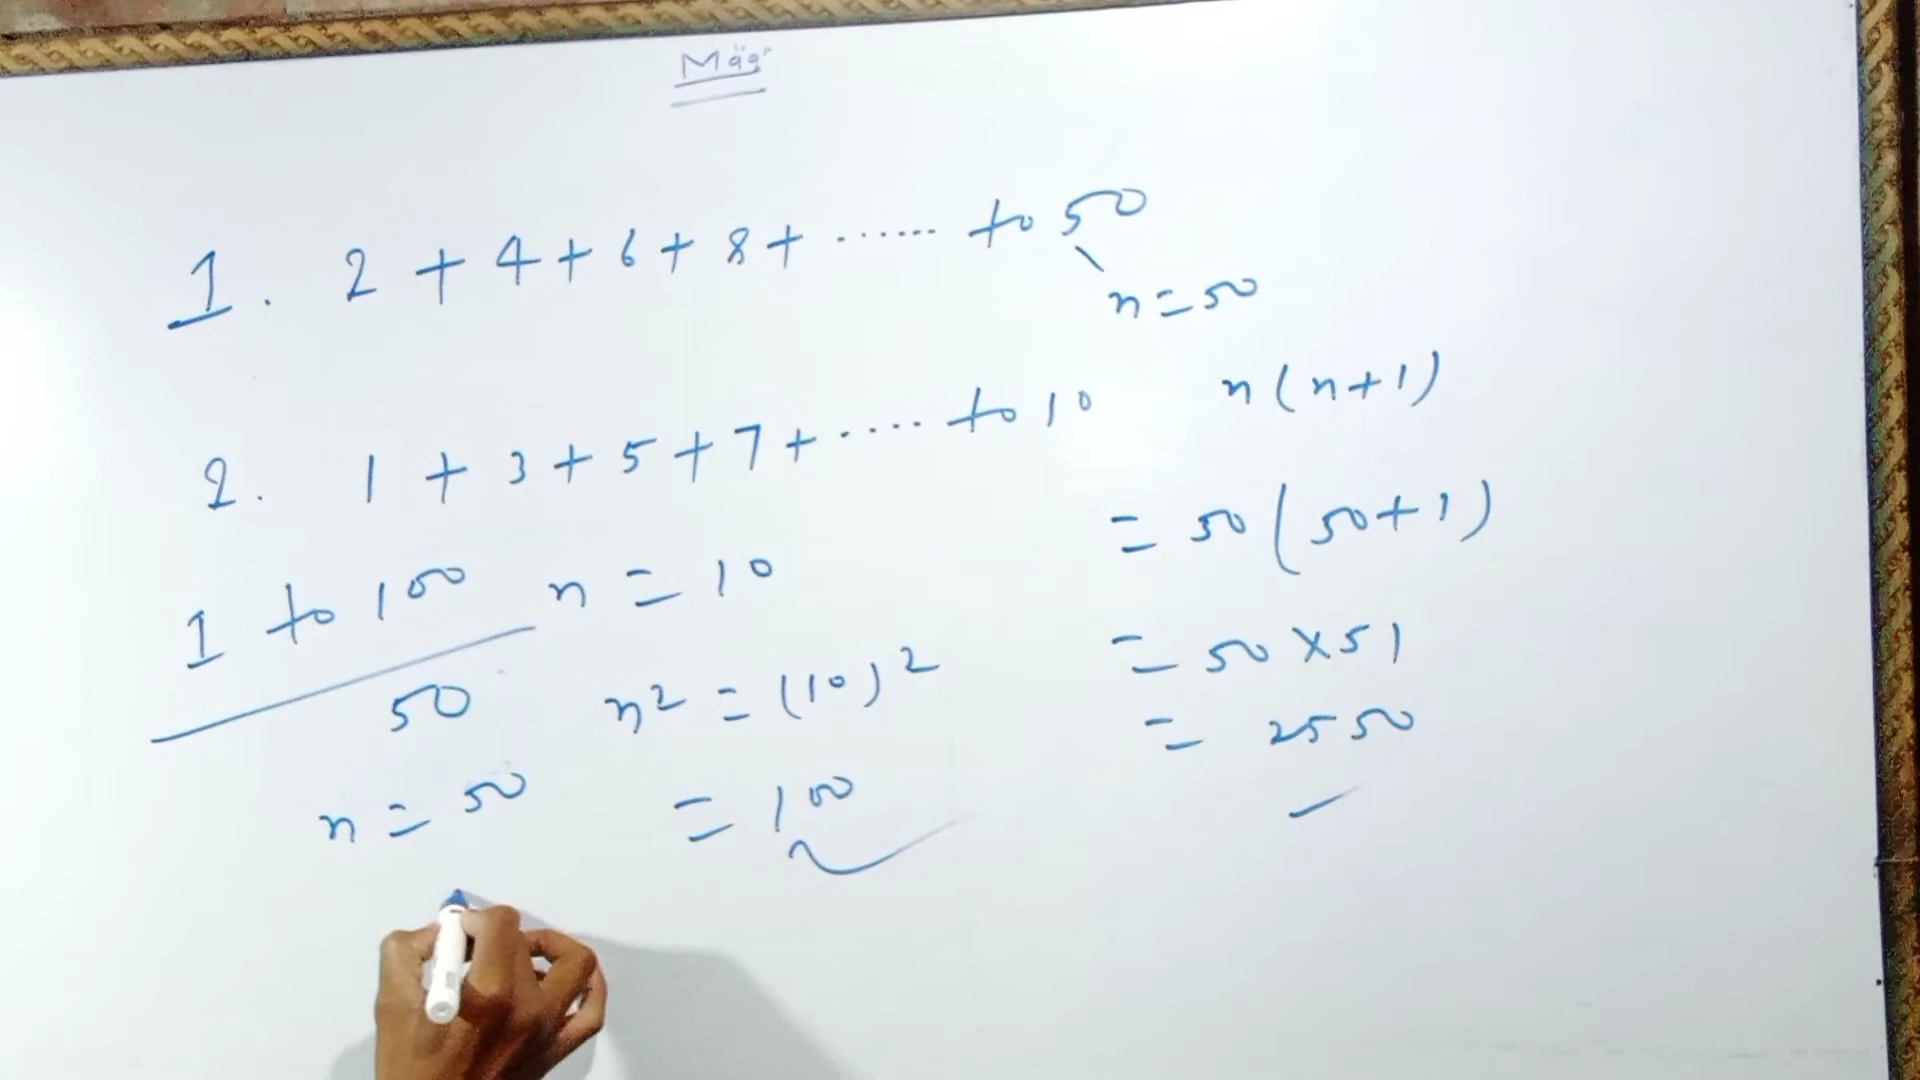 1. 2 + 4 + 6 + 8 + ....... to 50
n = 50
2. 1 + 3 + 5 + 7 + ..... to 10
n(n+1)
= 50(50+1)
= 50 × 51
= 2550
n = 10
n² = (10)²
= 100
1 to 100
50
n = 50